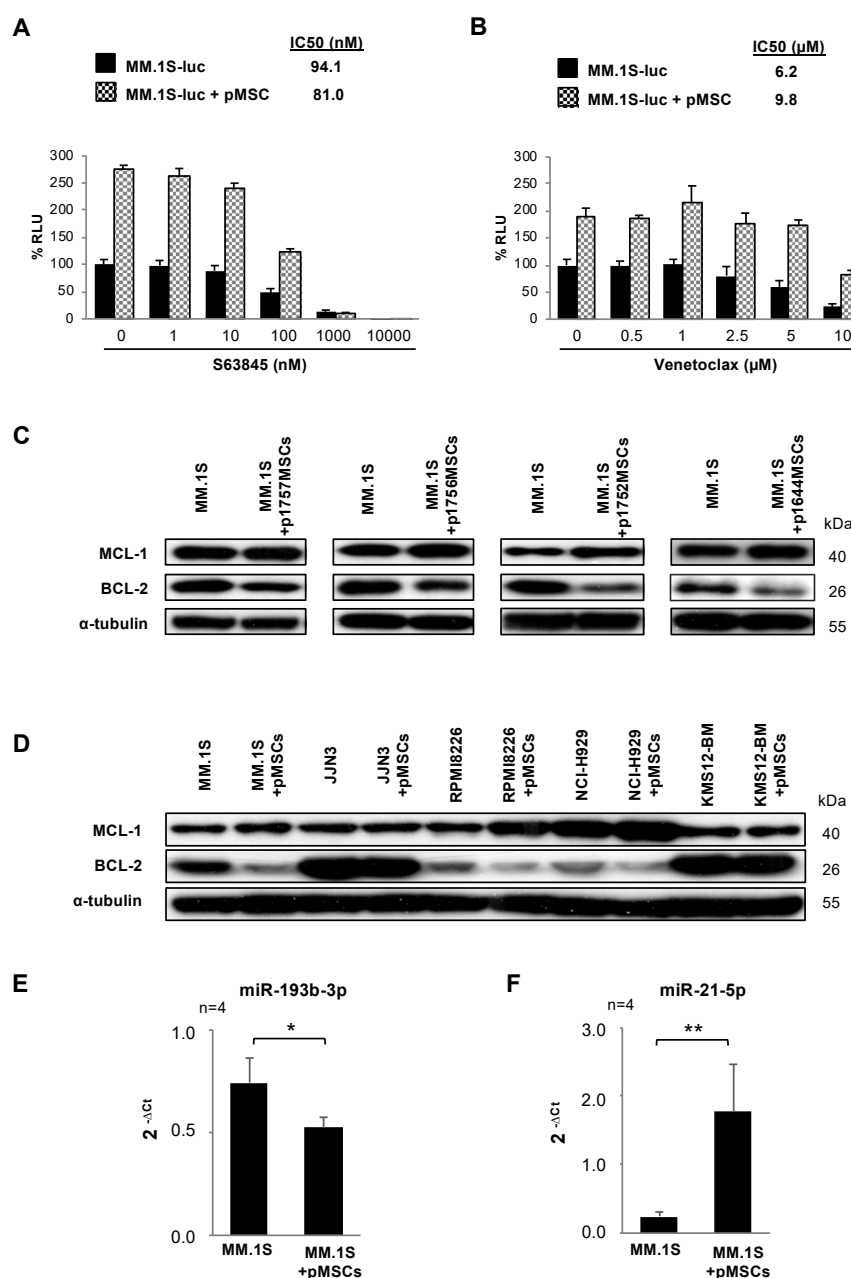 A
IC50 (nM)
MM.1S-luc 94.1
MM.1S-luc + pMSC 81.0
% RLU
300
250
200
150
100
50
0
0 1 10 100 1000 10000
S63845 (nM)
B
IC50 (µM)
MM.1S-luc 6.2
MM.1S-luc + pMSC 9.8
% RLU
300
250
200
150
100
50
0
0 0.5 1 2.5 5 10
Venetoclax (µM)
C
MM.1S
MM.1S
+p1757MSCs
MM.1S
MM.1S
+p1756MSCs
MM.1S
MM.1S
+p1752MSCs
MM.1S
MM.1S
+p1644MSCs
kDa
MCL-1 40
BCL-2 26
α-tubulin 55
D
MM.1S
MM.1S
+pMSCs
JJN3
JJN3
+pMSCs
RPMI8226
RPMI8226
+pMSCs
NCI-H929
NCI-H929
+pMSCs
KMS12-BM
KMS12-BM
+pMSCs
kDa
MCL-1 40
BCL-2 26
α-tubulin 55
E
miR-193b-3p
n=4
2 -ΔCt
1.0
0.5
0.0
*
MM.1S
MM.1S
+pMSCs
F
miR-21-5p
n=4
2 -ΔCt
3.0
2.0
1.0
0.0
**
MM.1S
MM.1S
+pMSCs